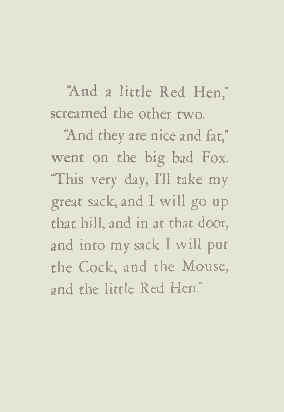 "And a little Red Hen,"
screamed the other two.
"And they are nice and fat,"
went on the big bad Fox.
"This very day, I'll take my
great sack, and I will go up
that hill, and in at that door,
and into my sack I will put
the Cock, and the Mouse,
and the little Red Hen."